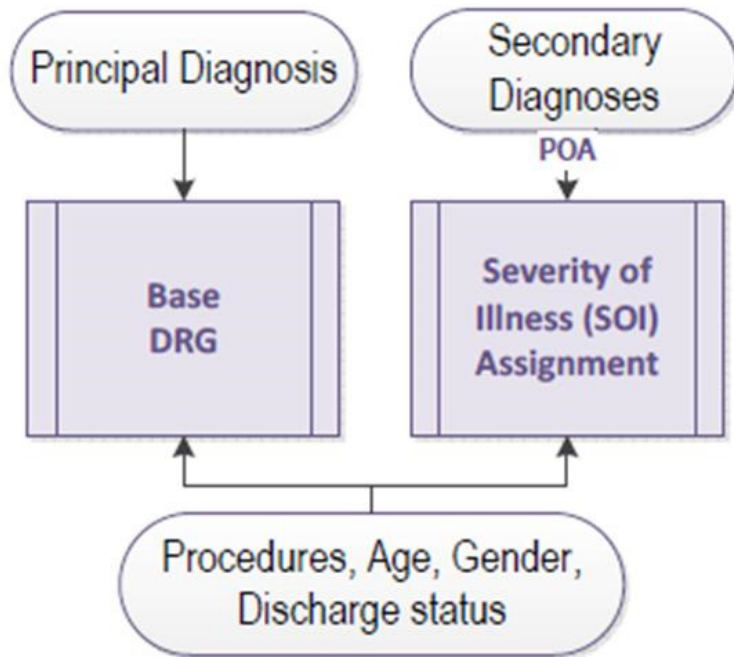 Principal Diagnosis
Secondary
Diagnoses
POA
Base
DRG
Severity of
Illness (SOI)
Assignment
Procedures, Age, Gender,
Discharge status